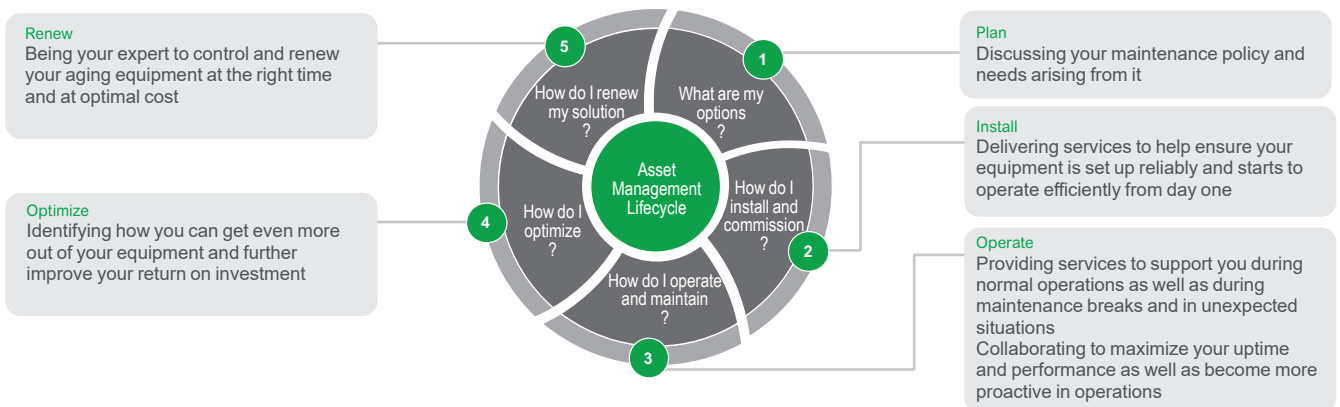 Renew
Being your expert to control and renew
your aging equipment at the right time
and at optimal cost
Optimize
Identifying how you can get even more
out of your equipment and further
improve your return on investment
5
How do I renew
my solution
?
1
What are my
options
?
Asset
Management
Lifecycle
How do I
install and
commission
?
2
4
How do I
optimize
?
How do I operate
and maintain
?
3
Plan
Discussing your maintenance policy and
needs arising from it
Install
Delivering services to help ensure your
equipment is set up reliably and starts to
operate efficiently from day one
Operate
Providing services to support you during
normal operations as well as during
maintenance breaks and in unexpected
situations
Collaborating to maximize your uptime
and performance as well as become more
proactive in operations